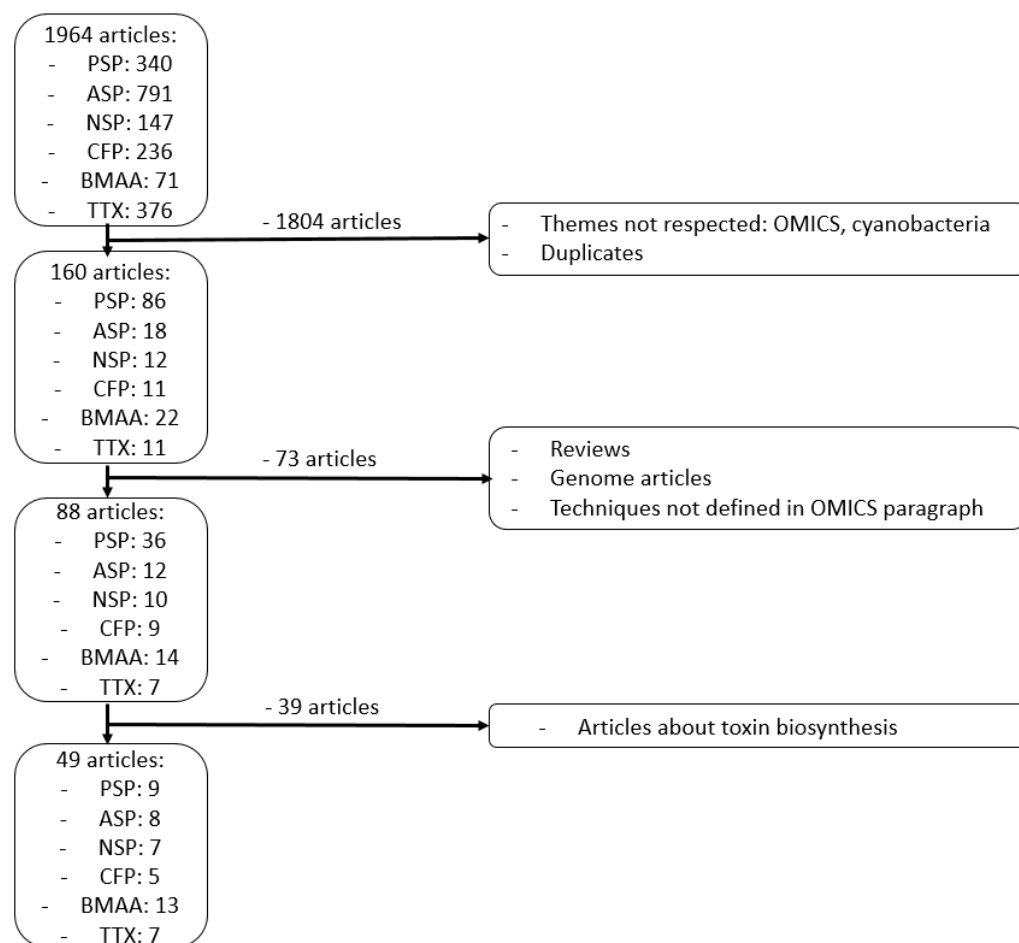 1964 articles:
- PSP: 340
- ASP: 791
- NSP: 147
- CFP: 236
- BMAA: 71
- TTX: 376
- 1804 articles
- Themes not respected: OMICS, cyanobacteria
- Duplicates
160 articles:
- PSP: 86
- ASP: 18
- NSP: 12
- CFP: 11
- BMAA: 22
- TTX: 11
- 73 articles
- Reviews
- Genome articles
- Techniques not defined in OMICS paragraph
88 articles:
- PSP: 36
- ASP: 12
- NSP: 10
- CFP: 9
- BMAA: 14
- TTX: 7
- 39 articles
- Articles about toxin biosynthesis
49 articles:
- PSP: 9
- ASP: 8
- NSP: 7
- CFP: 5
- BMAA: 13
- TTX: 7